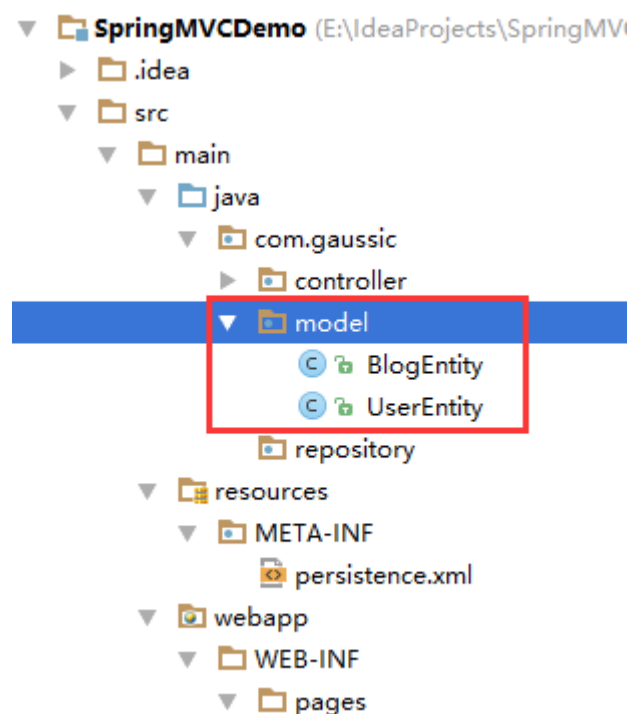 SpringMVCDemo (E:\IdeaProjects\SpringMV
.idea
src
main
java
com.gaussic
controller
model
BlogEntity
UserEntity
repository
resources
META-INF
persistence.xml
webapp
WEB-INF
pages